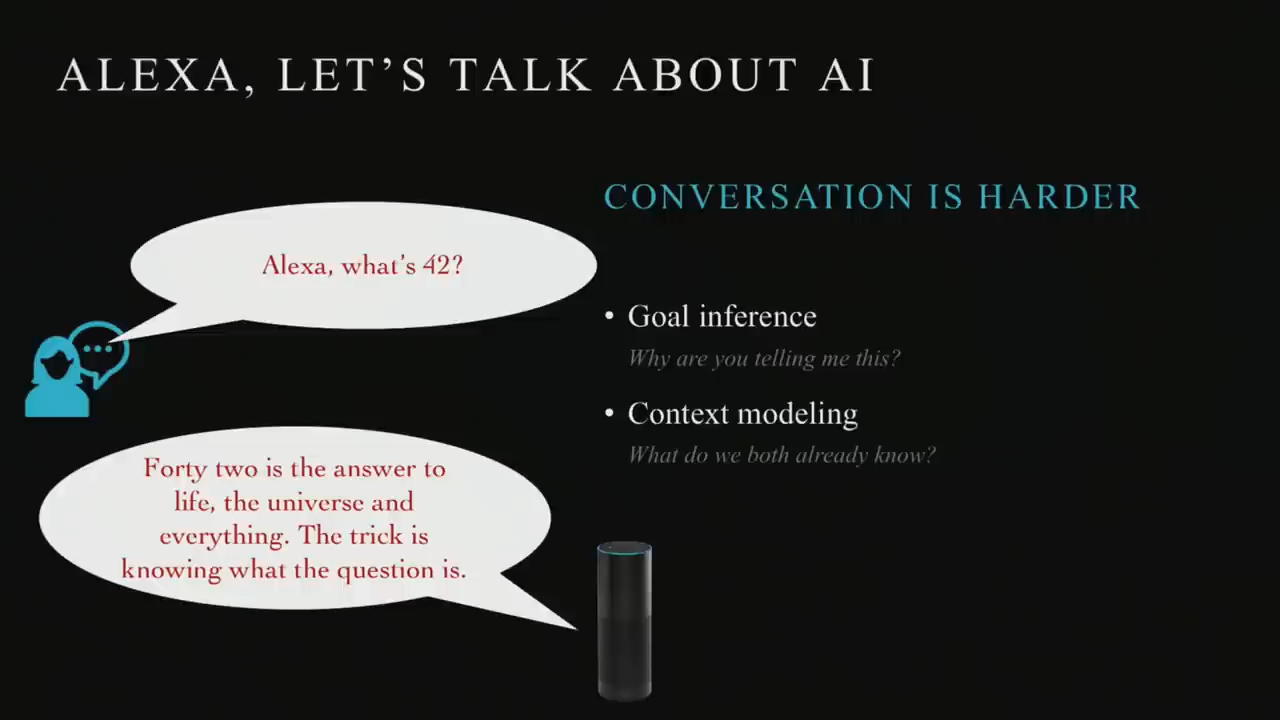 ALEXA, LET'S TALK ABOUT AI
CONVERSATION IS HARDER
Alexa, what's 42?
• Goal inference
Why are you telling me this?
• Context modeling
What do we both already know?
Forty two is the answer to
life, the universe and
everything. The trick is
knowing what the question is.